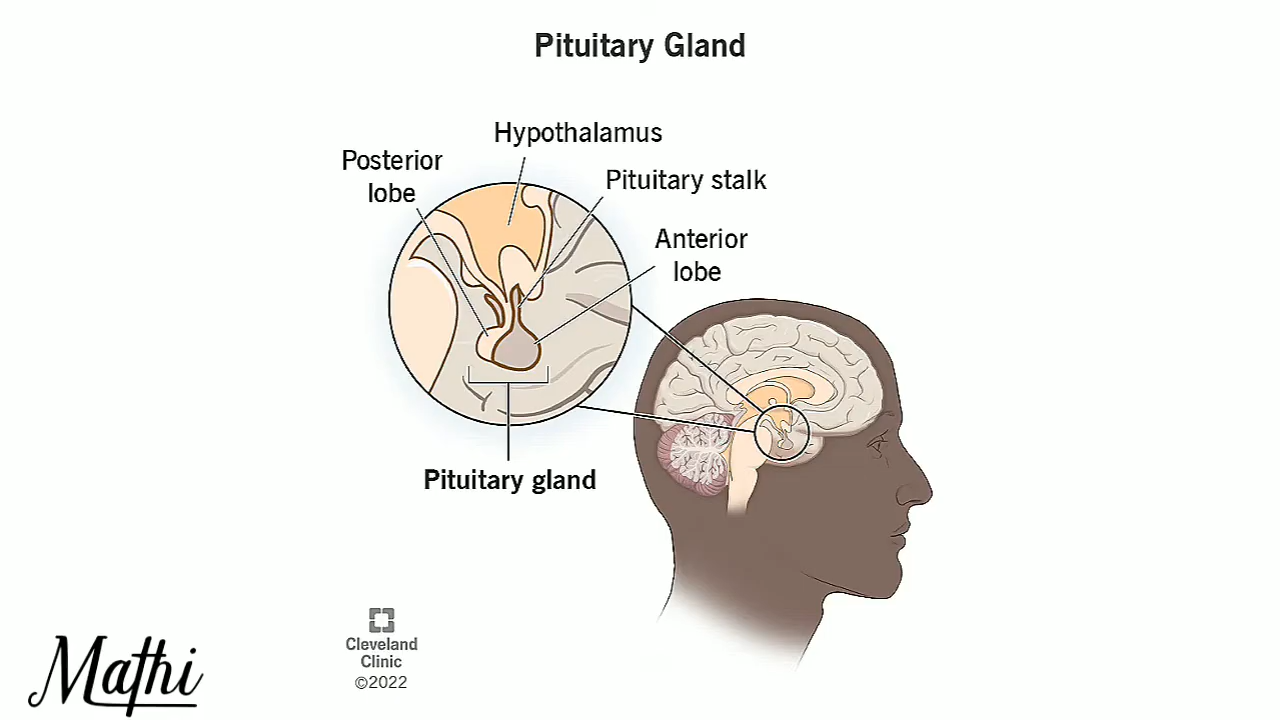 Pituitary Gland
Hypothalamus
Posterior
lobe
Pituitary stalk
Anterior
lobe
Pituitary gland
Cleveland
Clinic
©2022
Mathi